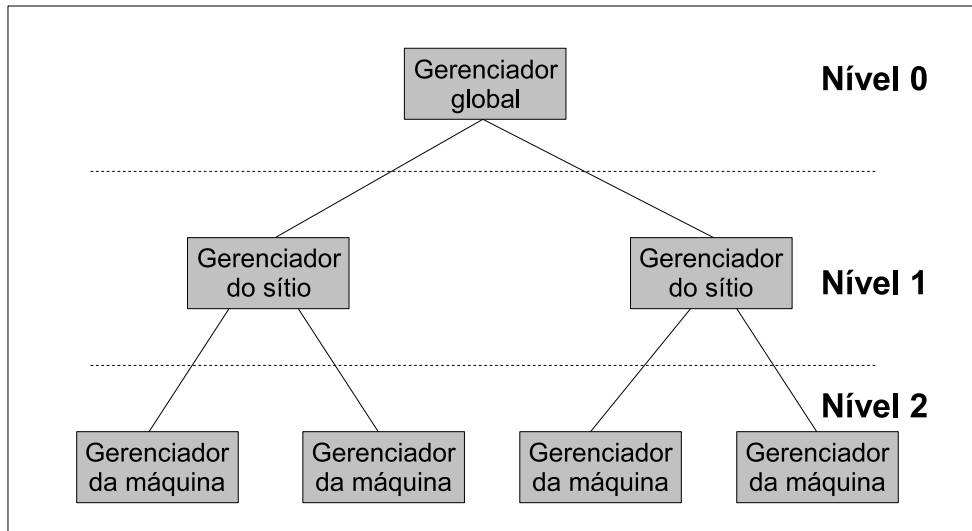 Gerenciador
global
Nível 0
Gerenciador
do sítio
Gerenciador
do sítio
Nível 1
Nível 2
Gerenciador
da máquina
Gerenciador
da máquina
Gerenciador
da máquina
Gerenciador
da máquina